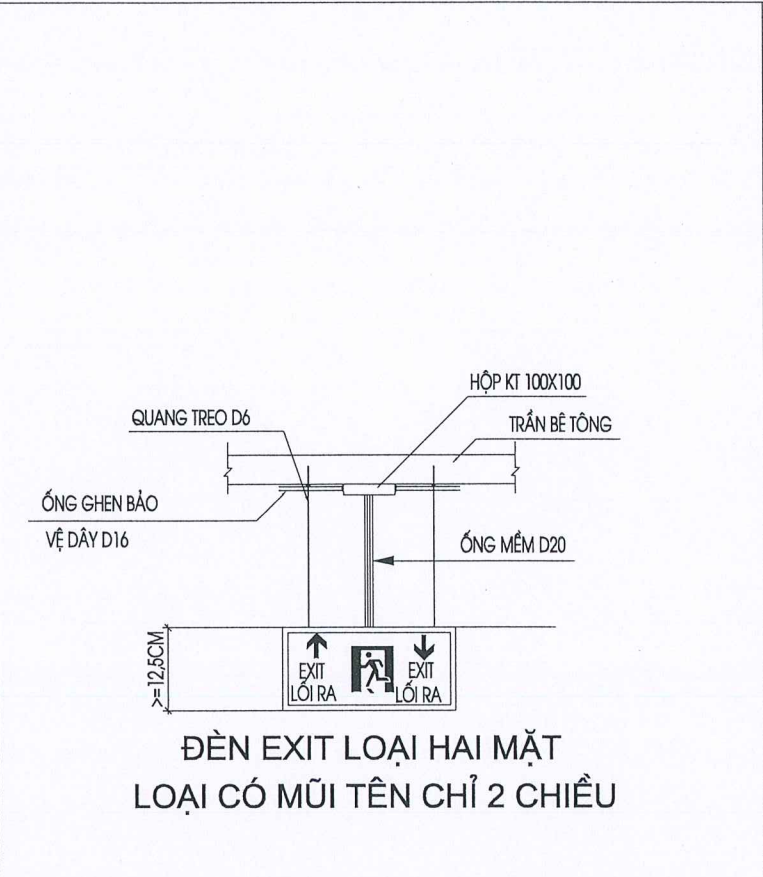 HỘP KT 100X100
QUANG TREO D6
TRẦN BÊ TÔNG
ỐNG GHEN BẢO
VỆ DÂY D16
ỐNG MỀM D20
>=12,5CM
EXIT
LỐI RA
EXIT
LỐI RA
ĐÈN EXIT LOẠI HAI MẶT
LOẠI CÓ MŨI TÊN CHỈ 2 CHIỀU